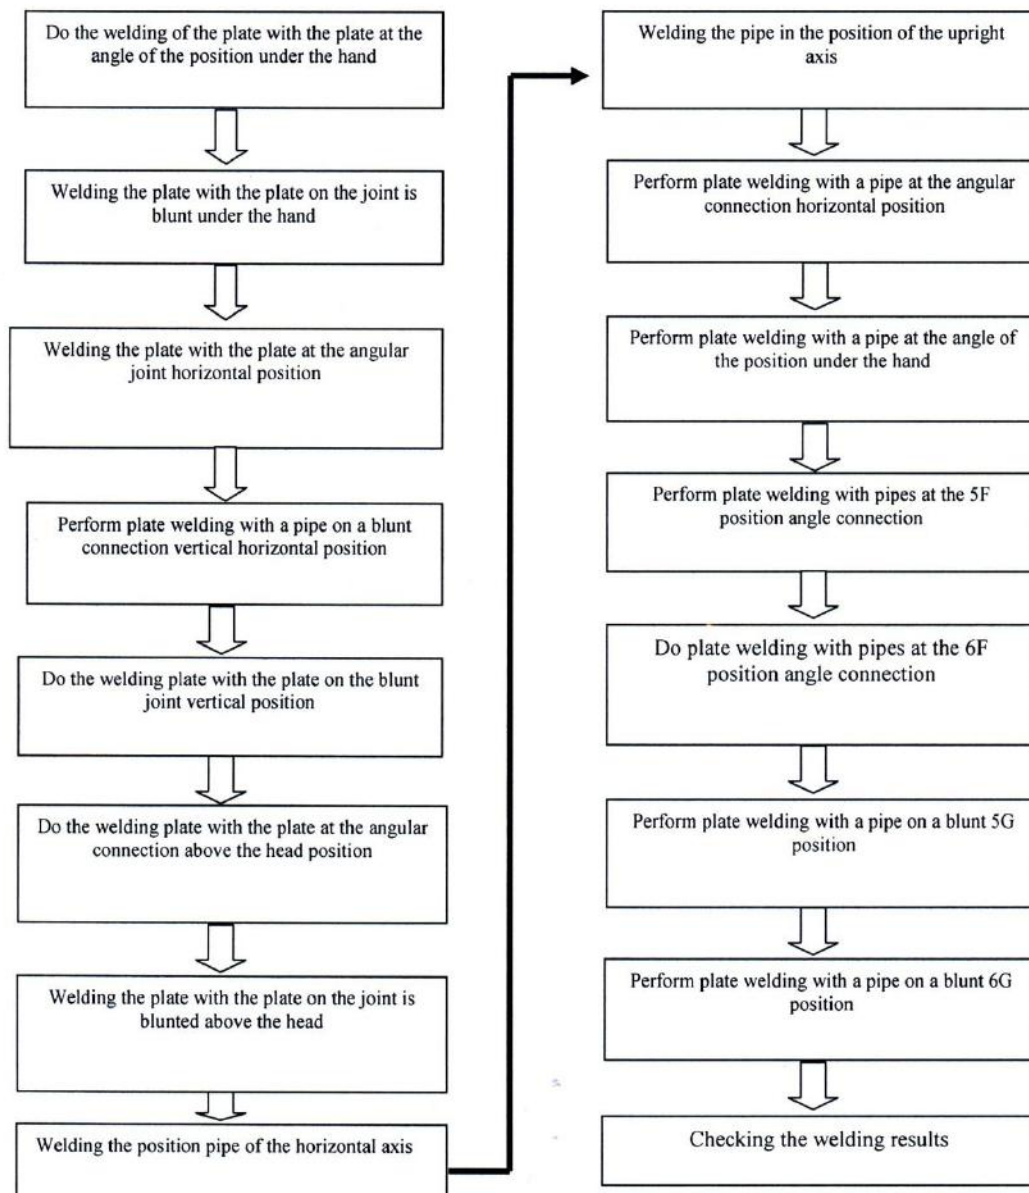 Do the welding of the plate with the plate at the
angle of the position under the hand
Welding the plate with the plate on the joint is
blunt under the hand
Welding the plate with the plate at the angular
joint horizontal position
Perform plate welding with a pipe on a blunt
connection vertical horizontal position
Do the welding plate with the plate on the blunt
joint vertical position
Do the welding plate with the plate at the angular
connection above the head position
Welding the plate with the plate on the joint is
blunted above the head
Welding the position pipe of the horizontal axis
Welding the pipe in the position of the upright
axis
Perform plate welding with a pipe at the angular
connection horizontal position
Perform plate welding with a pipe at the angle of
the position under the hand
Perform plate welding with pipes at the 5F
position angle connection
Do plate welding with pipes at the 6F
position angle connection
Perform plate welding with a pipe on a blunt 5G
position
Perform plate welding with a pipe on a blunt 6G
position
Checking the welding results